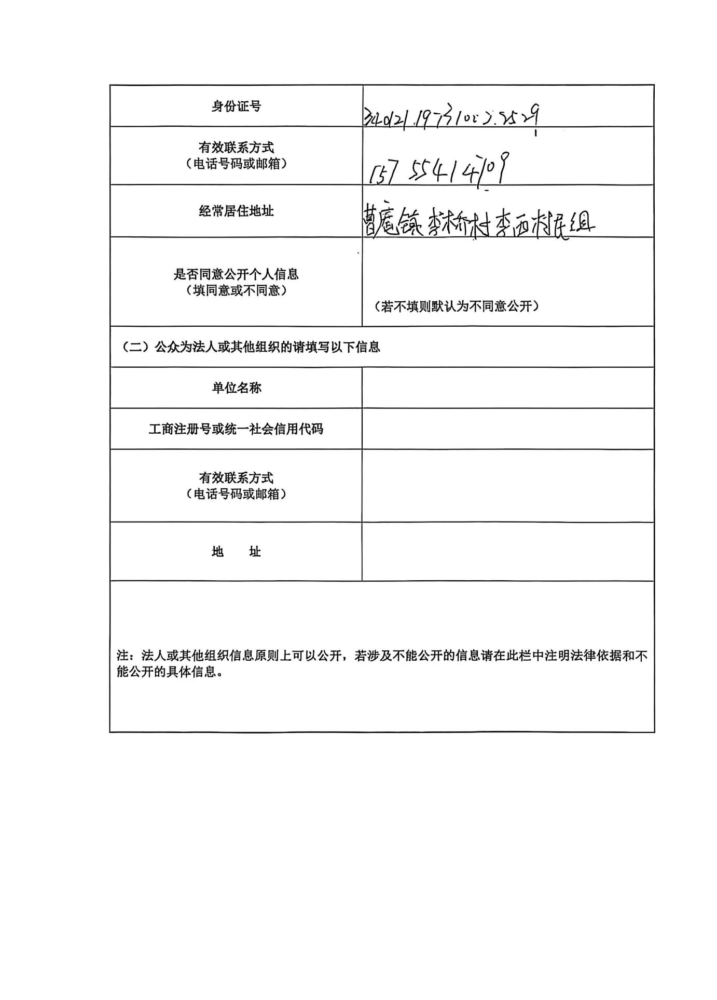 身份证号
有效联系方式
（电话号码或邮箱）
157 55414709
经常居住地址
曹庵镇李桥村李西村民组
是否同意公开个人信息
（填同意或不同意）
（若不填则默认为不同意公开）
（二）公众为法人或其他组织的请填写以下信息
单位名称
工商注册号或统一社会信用代码
有效联系方式
（电话号码或邮箱）
地 址
注：法人或其他组织信息原则上可以公开，若涉及不能公开的信息请在此栏中注明法律依据和不
能公开的具体信息。